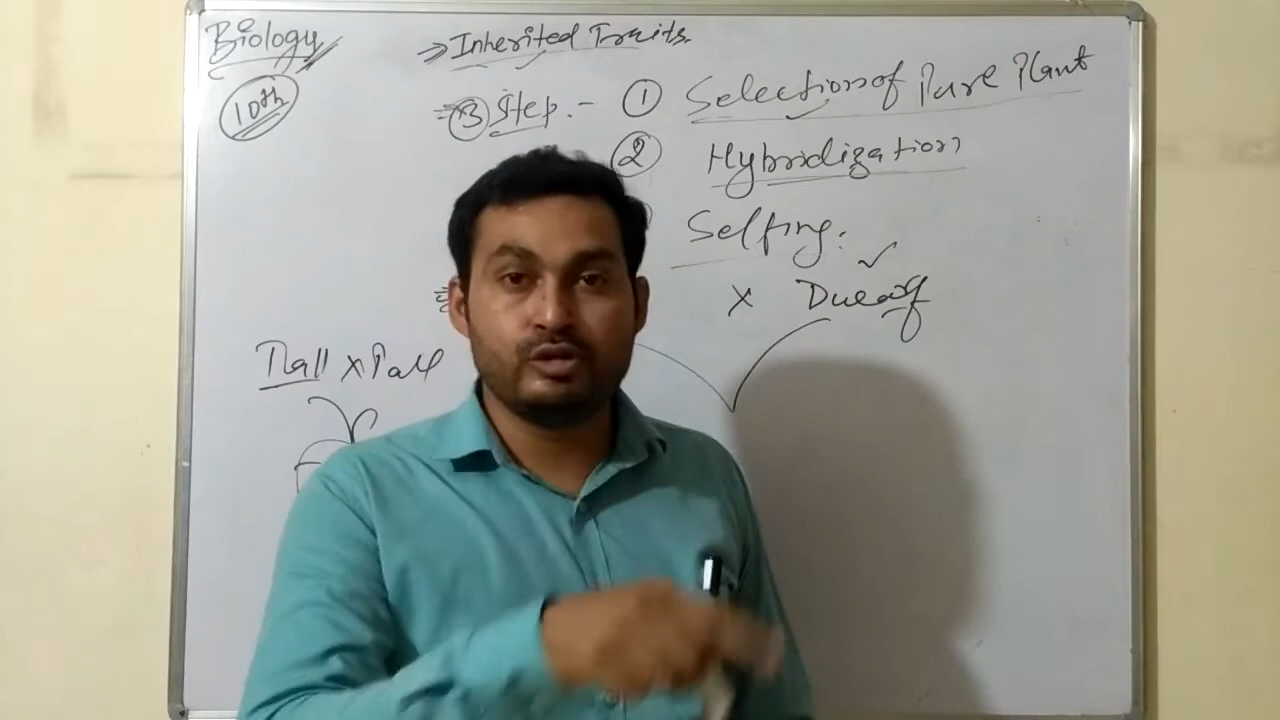 Biology
10th
⇒ Inherited Traits.
③ Step. - ① Selection of Pure Plant
② Hybridization
Selfing:
X Dwarf ✓
Tall X Tall